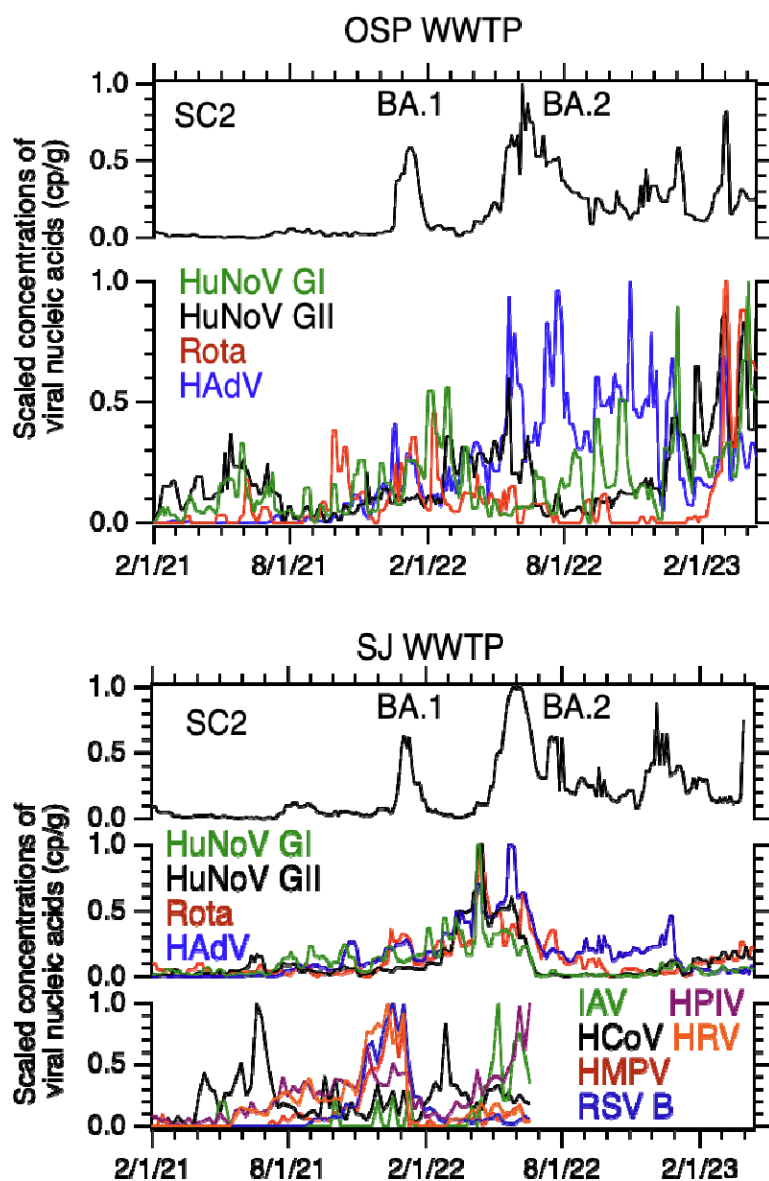 OSP WWTP
Scaled concentrations of
viral nucleic acids (cp/g)
1.0
0.5
0.0
SC2
BA.1
BA.2
1.0
0.5
0.0
HuNoV GI
HuNoV GII
Rota
HAdV
2/1/21
8/1/21
2/1/22
8/1/22
2/1/23
SJ WWTP
Scaled concentrations of
viral nucleic acids (cp/g)
1.0
0.5
0.0
SC2
BA.1
BA.2
1.0
0.5
0.0
HuNoV GI
HuNoV GII
Rota
HAdV
1.0
0.5
0.0
IAV HPIV
HCoV HRV
HMPV
RSV B
2/1/21
8/1/21
2/1/22
8/1/22
2/1/23